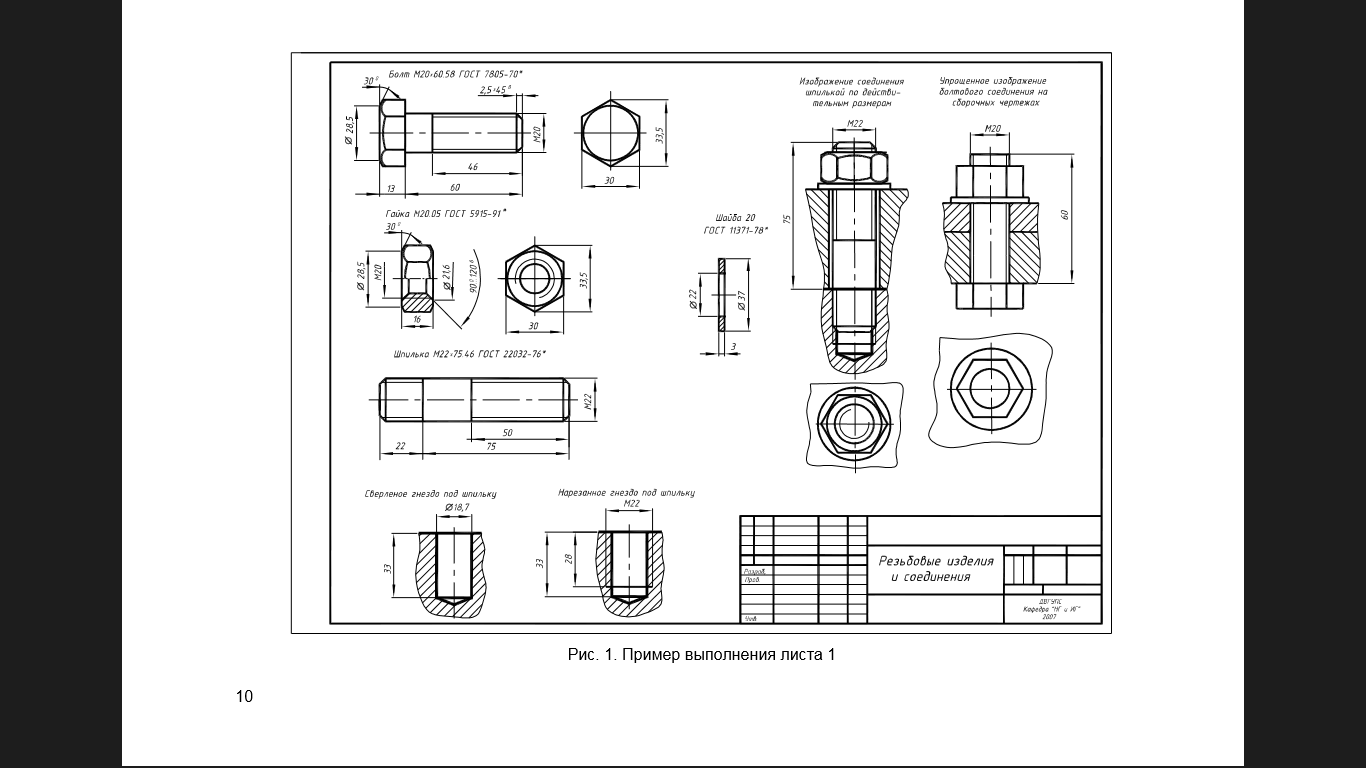 Болт М20×60.58 ГОСТ 7805-70*
30°
2,5×45°
Ø 28,5
М20
46
13
60
33,5
30
Гайка М20.05 ГОСТ 5915-91*
30°
Ø 28,5
М20
Ø 21,6
90°120°
16
33,5
30
Шпилька М22×75.46 ГОСТ 22032-76*
М22
50
22
75
Сверленое гнездо под шпильку
Ø18,7
33
Нарезанное гнездо под шпильку
М22
33
28
Шайба 20
ГОСТ 11371-78*
Ø 22
Ø 37
3
Изображение соединения
шпилькой по действи-
тельным размерам
М22
75
Упрощенное изображение
болтового соединения на
сборочных чертежах
М20
60
Разраб.
Пров.
Утв.
Резьбовые изделия
и соединения
ДВГУПС
Кафедра "НГ и ИГ"
2007
Рис. 1. Пример выполнения листа 1
10